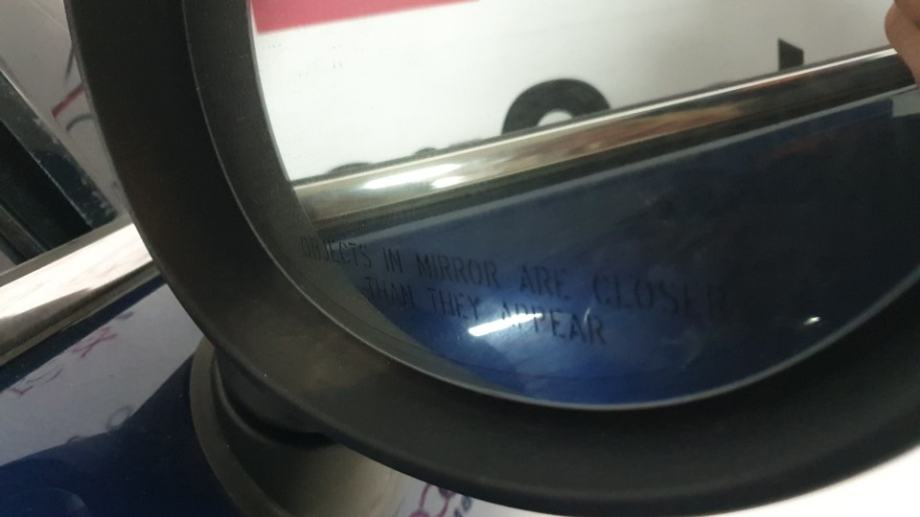 OBJECTS IN MIRROR ARE CLOSER
THAN THEY APPEAR